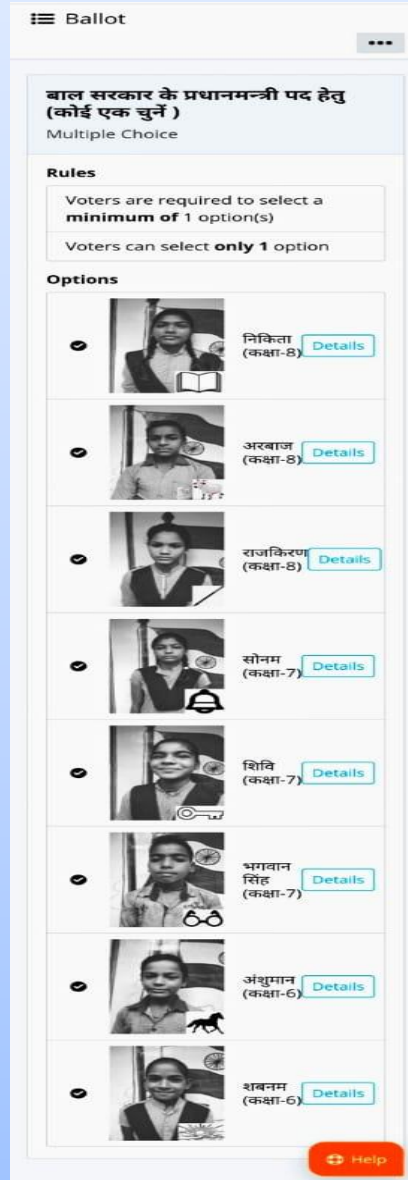 Ballot
•••
बाल सरकार के प्रधानमन्त्री पद हेतु
(कोई एक चुनें )
Multiple Choice
Rules
Voters are required to select a
minimum of 1 option(s)
Voters can select only 1 option
Options
निकिता
(कक्षा-8)
Details
अरबाज
(कक्षा-8)
Details
राजकिरण
(कक्षा-8)
Details
सोनम
(कक्षा-7)
Details
शिवि
(कक्षा-7)
Details
भगवान
सिंह
(कक्षा-7)
Details
अंशुमान
(कक्षा-6)
Details
शबनम
(कक्षा-6)
Details
Help